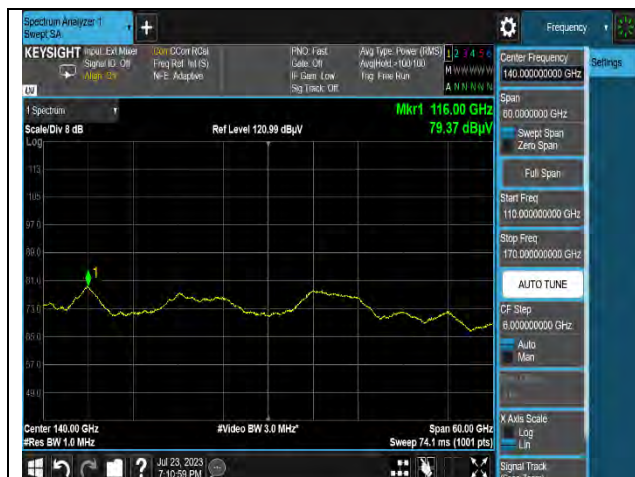 Spectrum Analyzer 1
Swept SA
+
Frequency
KEYSIGHT
Input: Ext Mixer
Signal ID: Off
Align: Off
Corr CCorr RCal
Freq Ref: Int (S)
NFE: Adaptive
PNO: Fast
Gate: Off
IF Gain: Low
Sig Track: Off
Avg Type: Power (RMS)
Avg|Hold:>100/100
Trig: Free Run
1 2 3 4 5 6
M W W W W W
A N N N N N
Settings
1 Spectrum
Scale/Div 8 dB
Log
Ref Level 120.99 dBµV
Mkr1 116.00 GHz
79.37 dBµV
113
105
97.0
89.0
81.0
73.0
65.0
57.0
49.0
1
Center 140.00 GHz
#Res BW 1.0 MHz
#Video BW 3.0 MHz*
Span 60.00 GHz
Sweep 74.1 ms (1001 pts)
Center Frequency
140.000000000 GHz
Span
60.0000000 GHz
Swept Span
Zero Span
Full Span
Start Freq
110.000000000 GHz
Stop Freq
170.000000000 GHz
AUTO TUNE
CF Step
6.000000000 GHz
Auto
Man
X Axis Scale
Log
Lin
Signal Track
?
Jul 23, 2023
7:10:59 PM